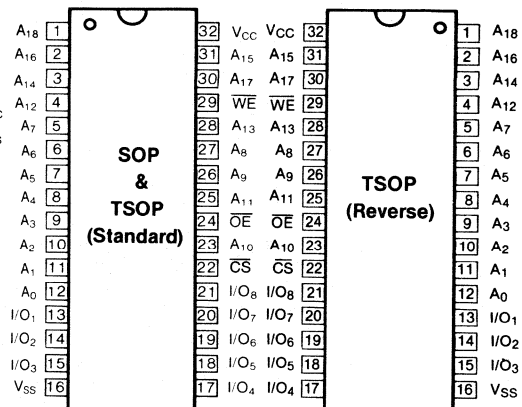 A18 1 32 VCC VCC 32 1 A18
A16 2 31 A15 A15 31 2 A16
A14 3 30 A17 A17 30 3 A14
A12 4 29 WE WE 29 4 A12
A7 5 28 A13 A13 28 5 A7
A6 6 27 A8 A8 27 6 A6
A5 7 26 A9 A9 26 7 A5
A4 8 25 A11 A11 25 8 A4
A3 9 24 OE OE 24 9 A3
A2 10 23 A10 A10 23 10 A2
A1 11 22 CS CS 22 11 A1
A0 12 21 I/O8 I/O8 21 12 A0
I/O1 13 20 I/O7 I/O7 20 13 I/O1
I/O2 14 19 I/O6 I/O6 19 14 I/O2
I/O3 15 18 I/O5 I/O5 18 15 I/O3
VSS 16 17 I/O4 I/O4 17 16 VSS
SOP
&
TSOP
(Standard)
TSOP
(Reverse)